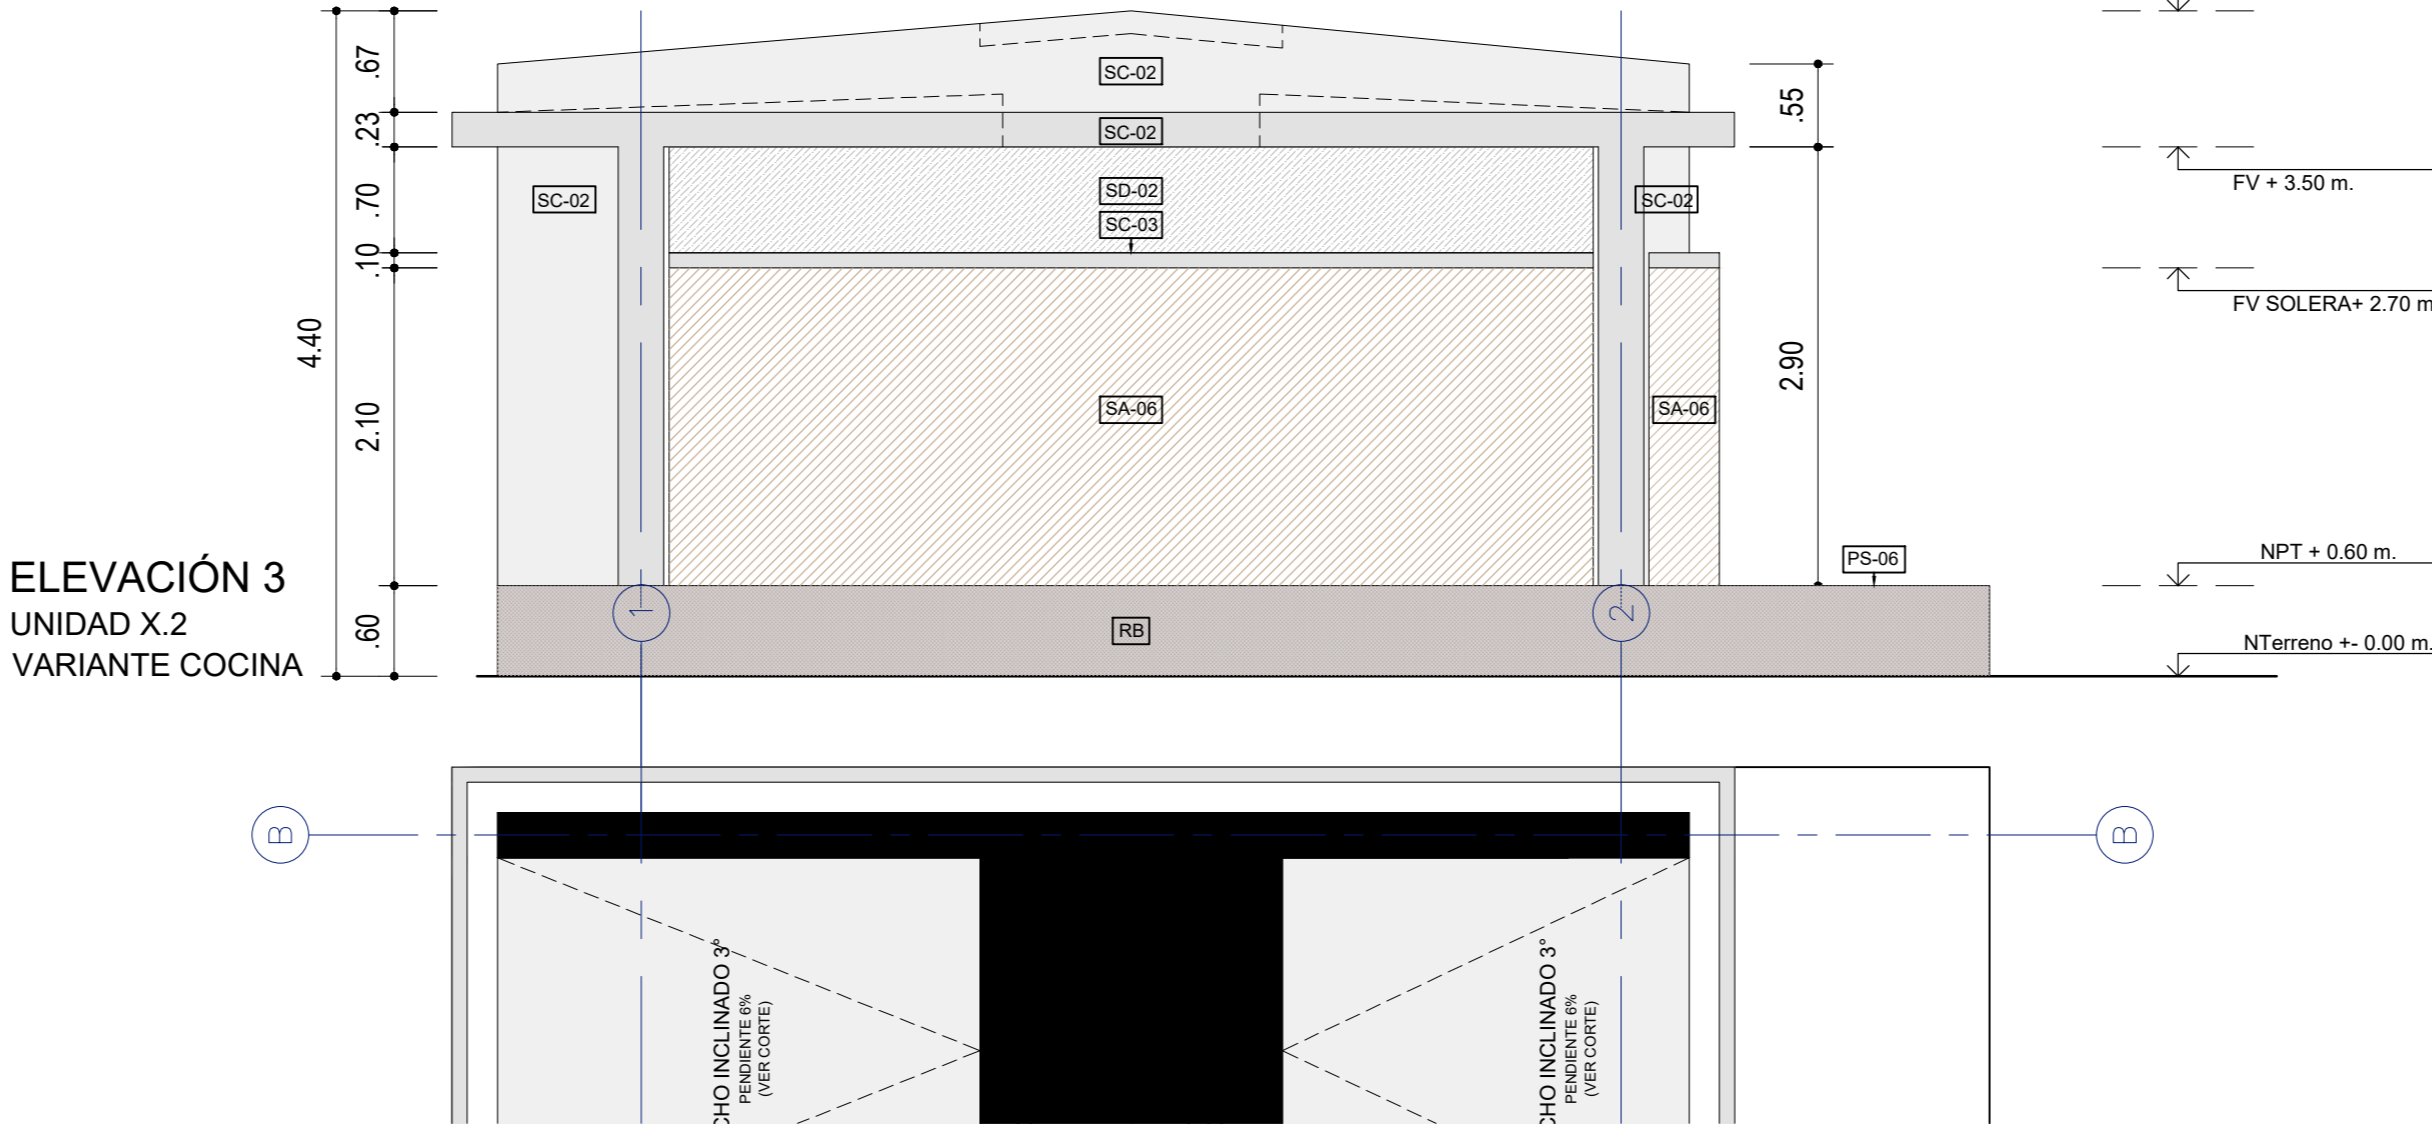 .67
SC-02
.55
.23
SC-02
FV + 3.50 m.
.70
SC-02
SD-02
SC-02
SC-03
.10
FV SOLERA+ 2.70 m
4.40
2.10
2.90
SA-06
SA-06
ELEVACIÓN 3
UNIDAD X.2
VARIANTE COCINA
PS-06
NPT + 0.60 m.
.60
1
RB
2
NTerreno +- 0.00 m.
B
B
CHO INCLINADO 3°
PENDIENTE 6%
(VER CORTE)
CHO INCLINADO 3°
PENDIENTE 6%
(VER CORTE)